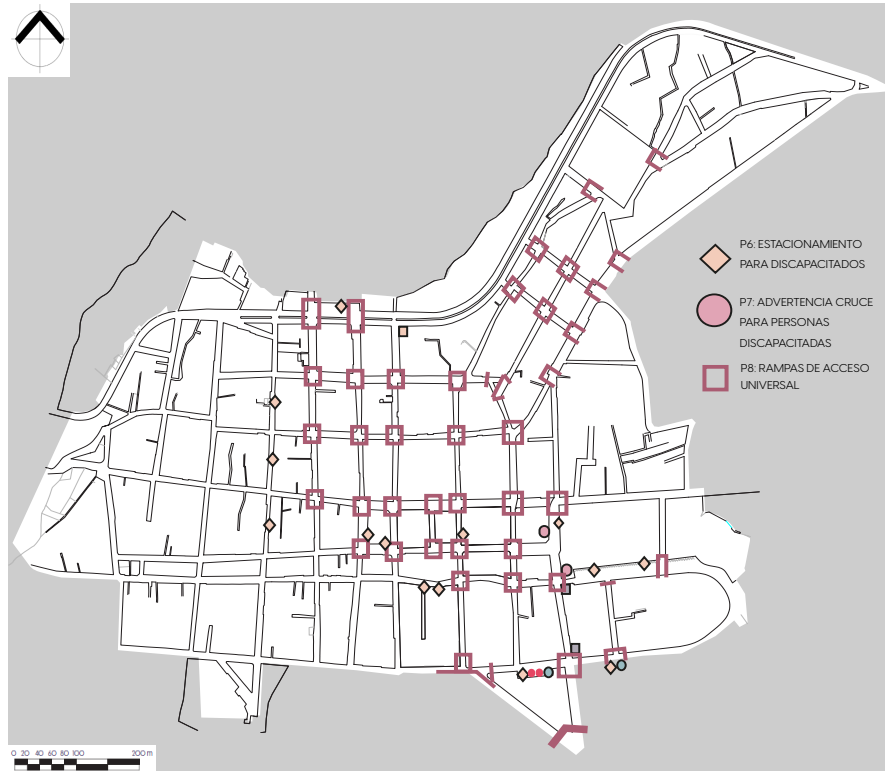 P6: ESTACIONAMIENTO
PARA DISCAPACITADOS
P7: ADVERTENCIA CRUCE
PARA PERSONAS
DISCAPACITADAS
P8: RAMPAS DE ACCESO
UNIVERSAL
0 20 40 60 80 100 200 m